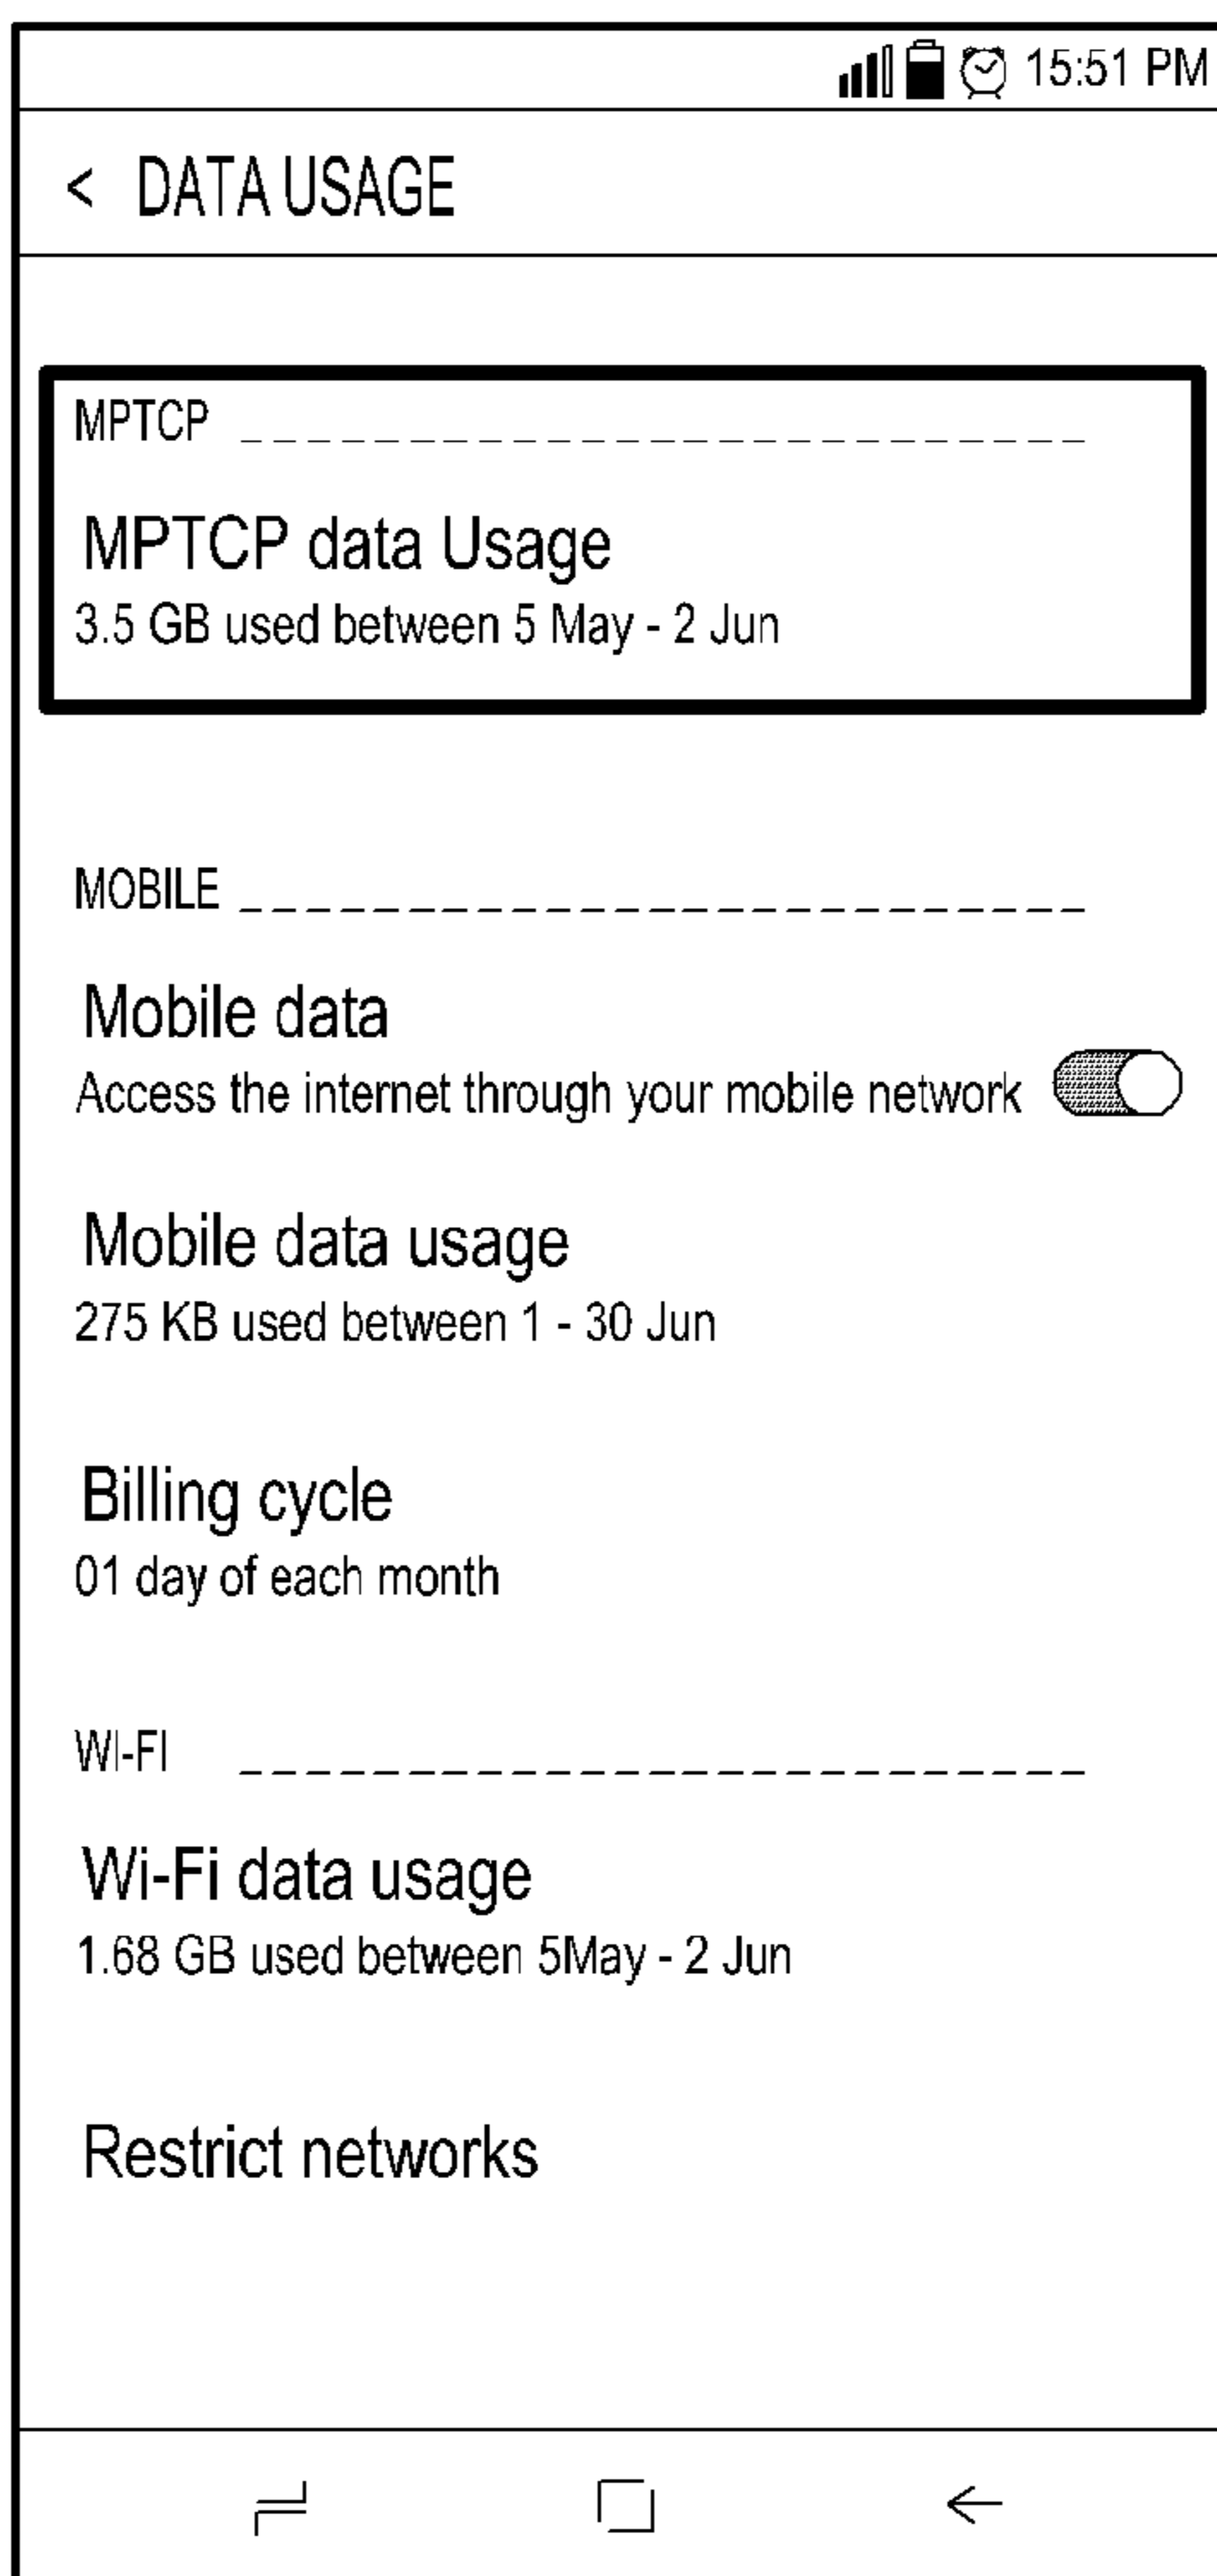 15:51 PM
< DATA USAGE
MPTCP
MPTCP data Usage
3.5 GB used between 5 May - 2 Jun
MOBILE
Mobile data
Access the internet through your mobile network
Mobile data usage
275 KB used between 1 - 30 Jun
Billing cycle
01 day of each month
WI-FI
Wi-Fi data usage
1.68 GB used between 5May - 2 Jun
Restrict networks